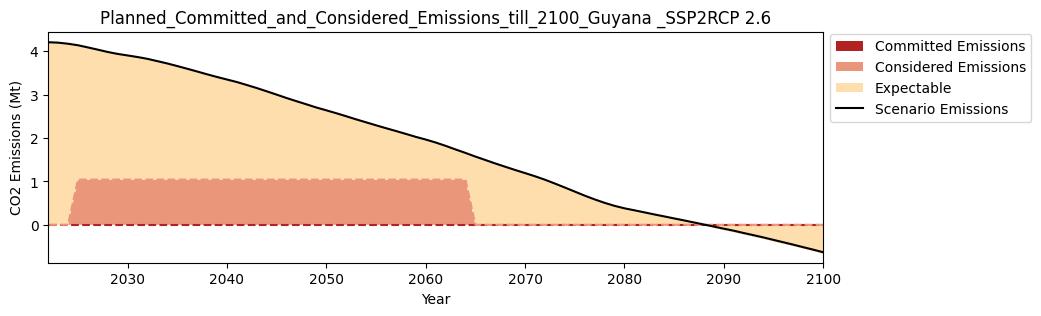 Planned_Committed_and_Considered_Emissions_till_2100_Guyana _SSP2RCP 2.6
CO2 Emissions (Mt)
4
3
2
1
0
2030 2040 2050 2060 2070 2080 2090 2100
Year
Committed Emissions
Considered Emissions
Expectable
Scenario Emissions